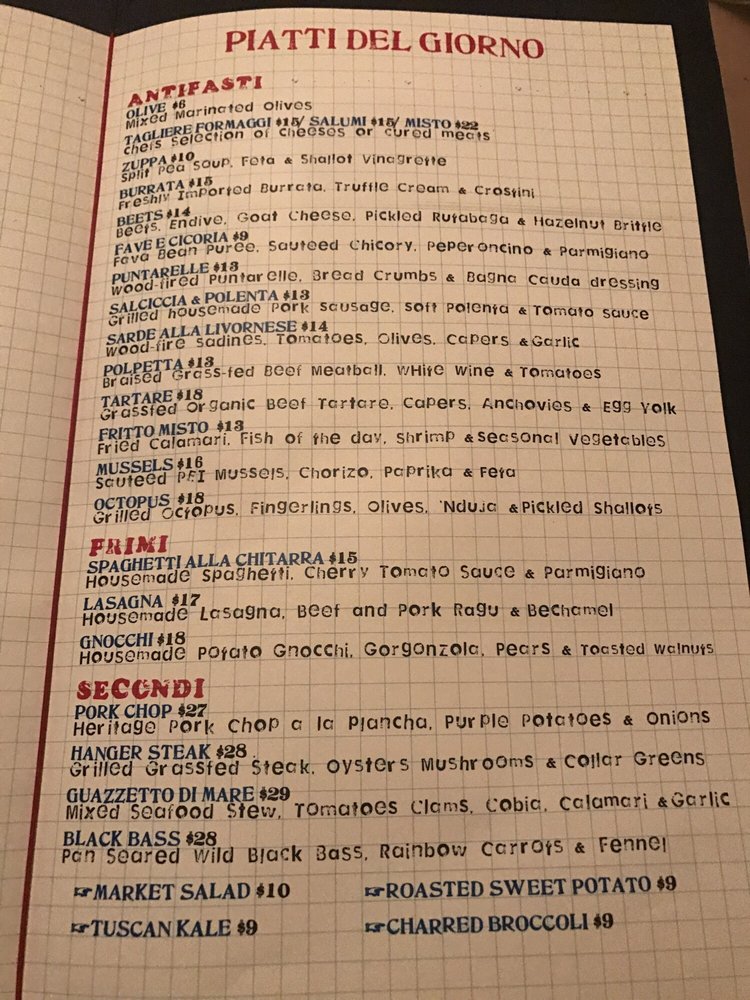 PIATTI DEL GIORNO
ANTIFASTI
OLIVE $6
Mixed Marinated Olives
TAGLIERE FORMAGGI $15/ SALUMI $15/ MISTO $22
chefs Selection of cheeses or cured meats
ZUPPA $10
Split Pea Soup, Feta & Shallot Vinagrette
BURRATA $15
Freshly Imported Burrata, Truffle Cream & Crostini
BEETS $14
Beets, Endive, Goat Cheese, Pickled Rutabaga & Hazelnut Brittle
FAVE E CICORIA $9
Fava Bean Puree, Sauteed Chicory, Peperoncino & Parmigiano
PUNTARELLE $13
Wood-fired Puntarelle, Bread Crumbs & Bagna Cauda dressing
SALCICCIA & POLENTA $13
Grilled housemade Pork Sausage, Soft Polenta & Tomato sauce
SARDE ALLA LIVORNESE $14
Wood-fire sadines, Tomatoes, Olives, Capers & Garlic
POLPETTA $13
Braised Grass-fed Beef Meatball, White Wine & Tomatoes
TARTARE $18
Grassfed Organic Beef Tartare, Capers, Anchovies & Egg Yolk
FRITTO MISTO $13
Fried Calamari, Fish of the day, Shrimp & Seasonal Vegetables
MUSSELS $16
Sauteed PEI Mussels, Chorizo, Paprika & Feta
OCTOPUS $18
Grilled Octopus, Fingerlings, Olives, 'Nduja & Pickled Shallots
FRIMI
SPAGHETTI ALLA CHITARRA $15
Housemade Spaghetti, Cherry Tomato Sauce & Parmigiano
LASAGNA $17
Housemade Lasagna, Beef and Pork Ragu & Bechamel
GNOCCHI $18
Housemade Potato Gnocchi, Gorgonzola, Pears & Toasted Walnuts
SECONDI
PORK CHOP $27
Heritage Pork Chop a la Plancha, Purple Potatoes & Onions
HANGER STEAK $28
Grilled Grassfed Steak, Oysters Mushrooms & Collar Greens
GUAZZETTO DI MARE $29
Mixed Seafood Stew, Tomatoes Clams, Cobia, Calamari & Garlic
BLACK BASS $28
Pan Seared Wild Black Bass, Rainbow Carrots & Fennel
☞MARKET SALAD $10 ☞ROASTED SWEET POTATO $9
☞TUSCAN KALE $9 ☞CHARRED BROCCOLI $9